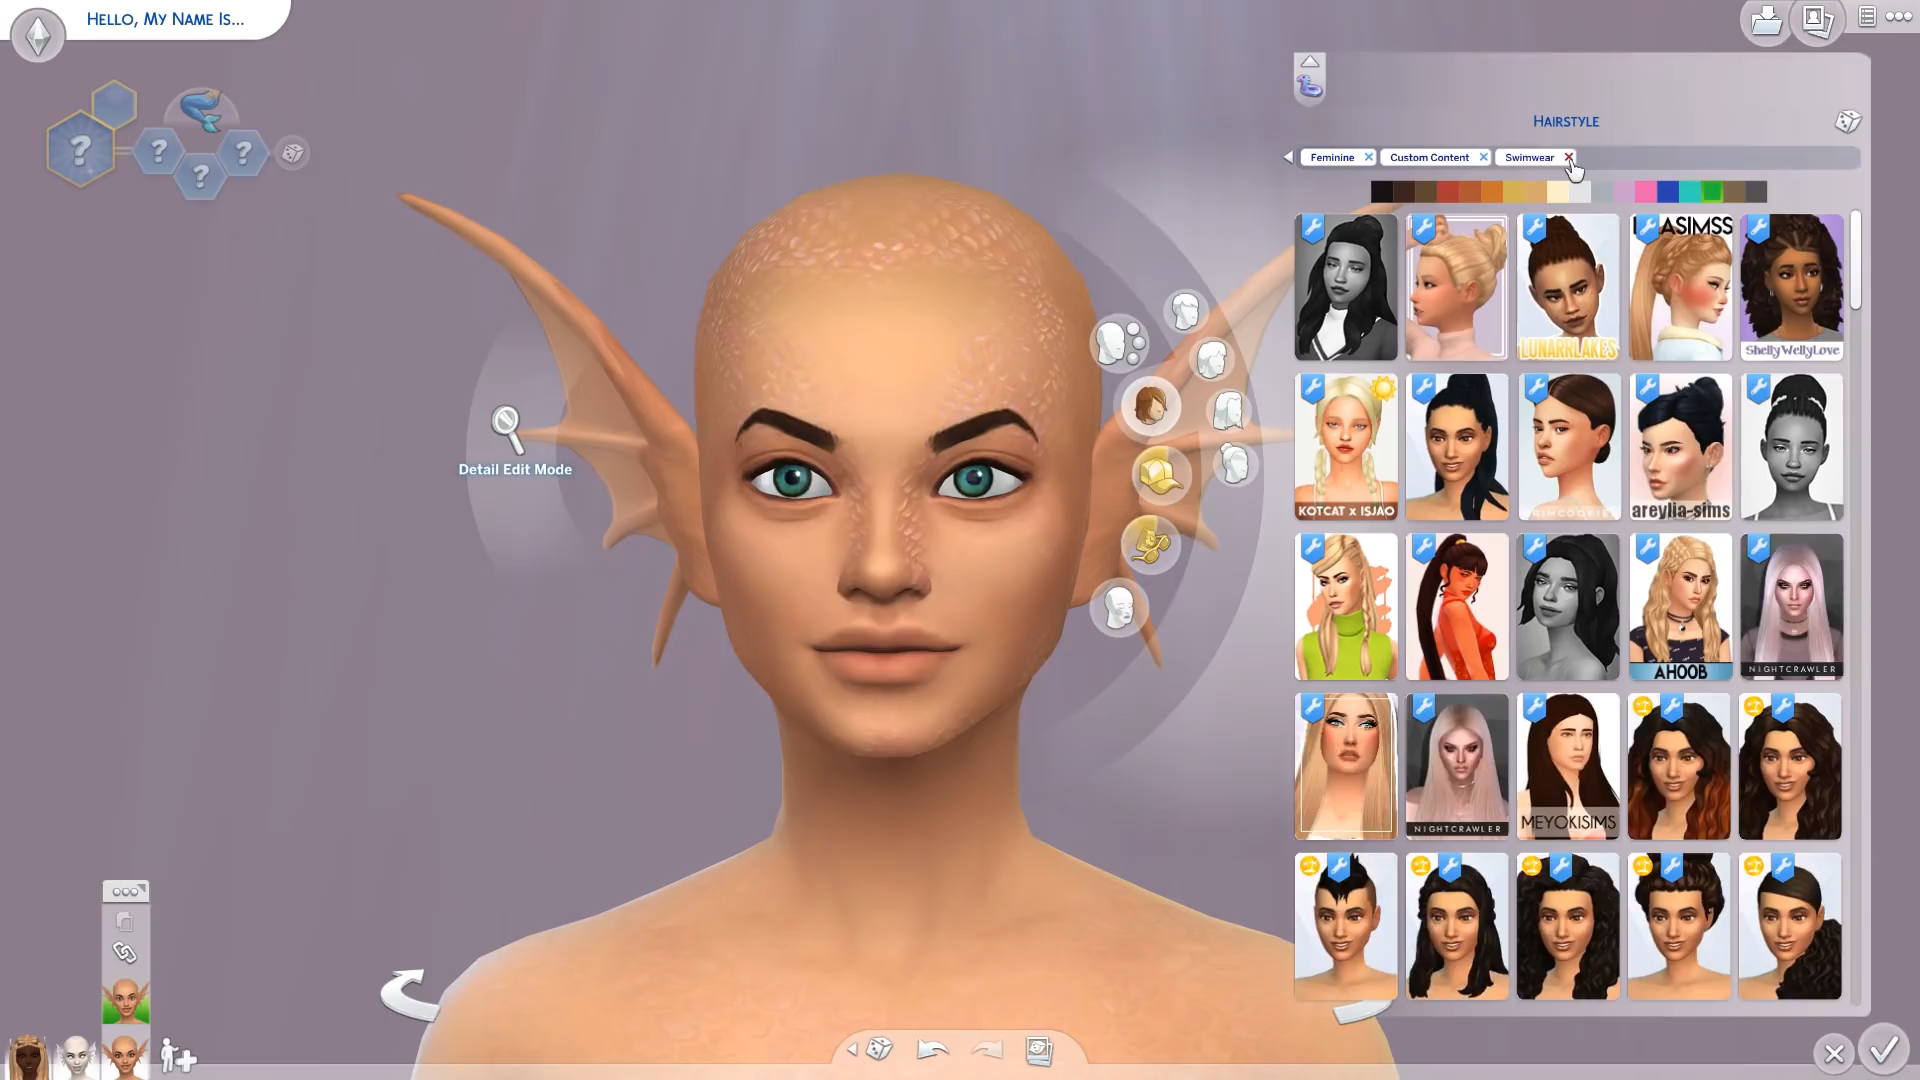 HELLO, MY NAME IS...
HAIRSTYLE
Feminine
Custom Content
Swimwear
LUNARRLAKES
ASIMSS
ShellyWellyLove
Detail Edit Mode
KOTCAT x ISJAO
areylia-sims
AHOOB
NIGHTCRAWLER
NIGHTCRAWLER
MEYOKISIMS
? ? ? ?